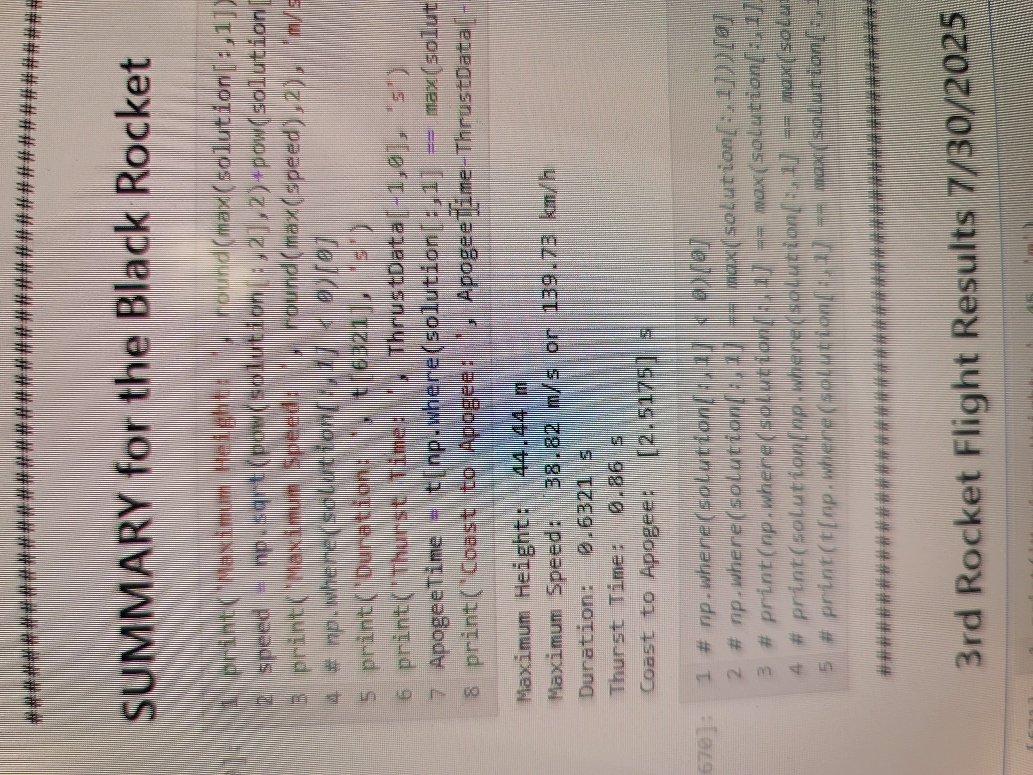 ################################################
SUMMARY for the Black Rocket
1 print('Maximum Height: ', round(max(solution[:,1])
2 speed = np.sqrt(pow(solution[:,2],2)+pow(solution[
3 print('Maximum Speed: ', round(max(speed),2), 'm/s
4 # np.where(solution[:,1] < 0)[0]
5 print('Duration: ', t[6321], 's')
6 print('Thurst Time: ', ThrustData[-1,0], 's')
7 ApogeeTime = t[np.where(solution[:,1] == max(solut
8 print('Coast to Apogee: ', ApogeeTime-ThrustData[-
Maximum Height: 44.44 m
Maximum Speed: 38.82 m/s or 139.73 km/h
Duration: 0.6321 s
Thurst Time: 0.86 s
Coast to Apogee: [2.5175] s
670]:
1 # np.where(solution[:,1] < 0)[0]
2 # np.where(solution[:,1] == max(solution[:,1]))[0]
3 # print(np.where(solution[:,1] == max(solution[:,1]
4 # print(solution[np.where(solution[:,1] == max(solu
5 # print(t[np.where(solution[:,1] == max(solution[:,1
################################################
3rd Rocket Flight Results 7/30/2025